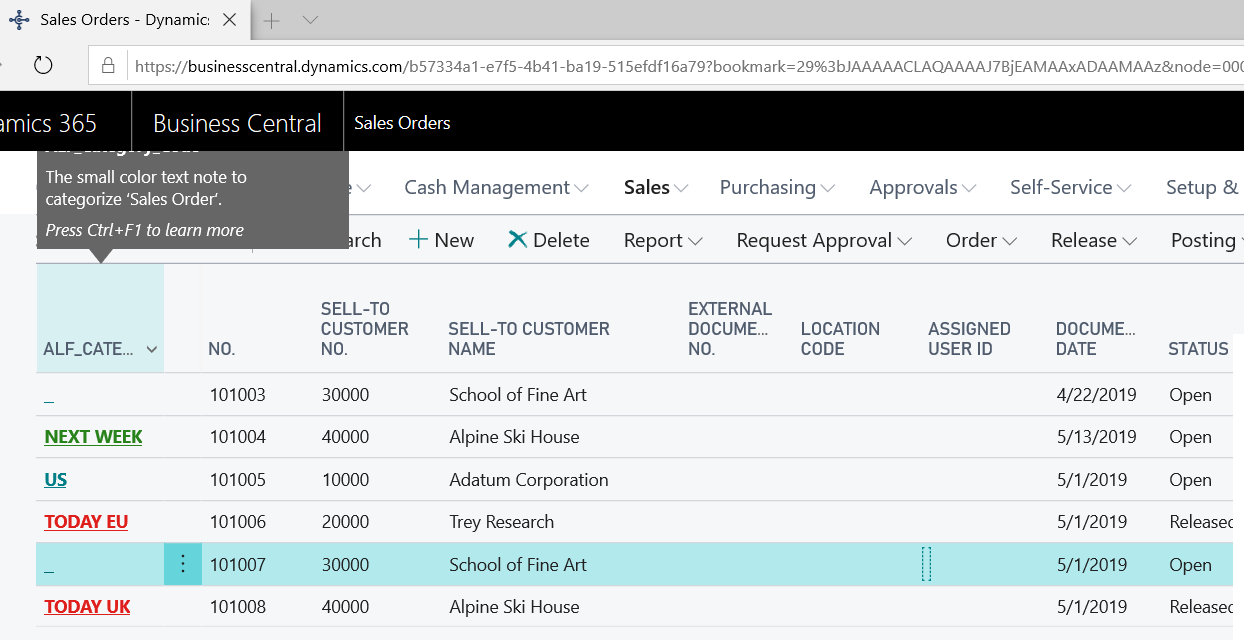 Sales Orders - Dynamic
https://businesscentral.dynamics.com/b57334a1-e7f5-4b41-ba19-515efdf16a79?bookmark=29%3bJAAAAACLAQAAAAJ7BjEAMAAxADAAMAAz&node=000
amics 365 Business Central Sales Orders
The small color text note to
categorize ‘Sales Order’.
Press Ctrl+F1 to learn more
Cash Management Sales Purchasing Approvals Self-Service Setup &
arch New Delete Report Request Approval Order Release Posting
ALF_CATE... NO. SELL-TO CUSTOMER NO. SELL-TO CUSTOMER NAME EXTERNAL DOCUME... NO. LOCATION CODE ASSIGNED USER ID DOCUME... DATE STATUS
_ 101003 30000 School of Fine Art 4/22/2019 Open
NEXT WEEK 101004 40000 Alpine Ski House 5/13/2019 Open
US 101005 10000 Adatum Corporation 5/1/2019 Open
TODAY EU 101006 20000 Trey Research 5/1/2019 Released
_ 101007 30000 School of Fine Art 5/1/2019 Open
TODAY UK 101008 40000 Alpine Ski House 5/1/2019 Released